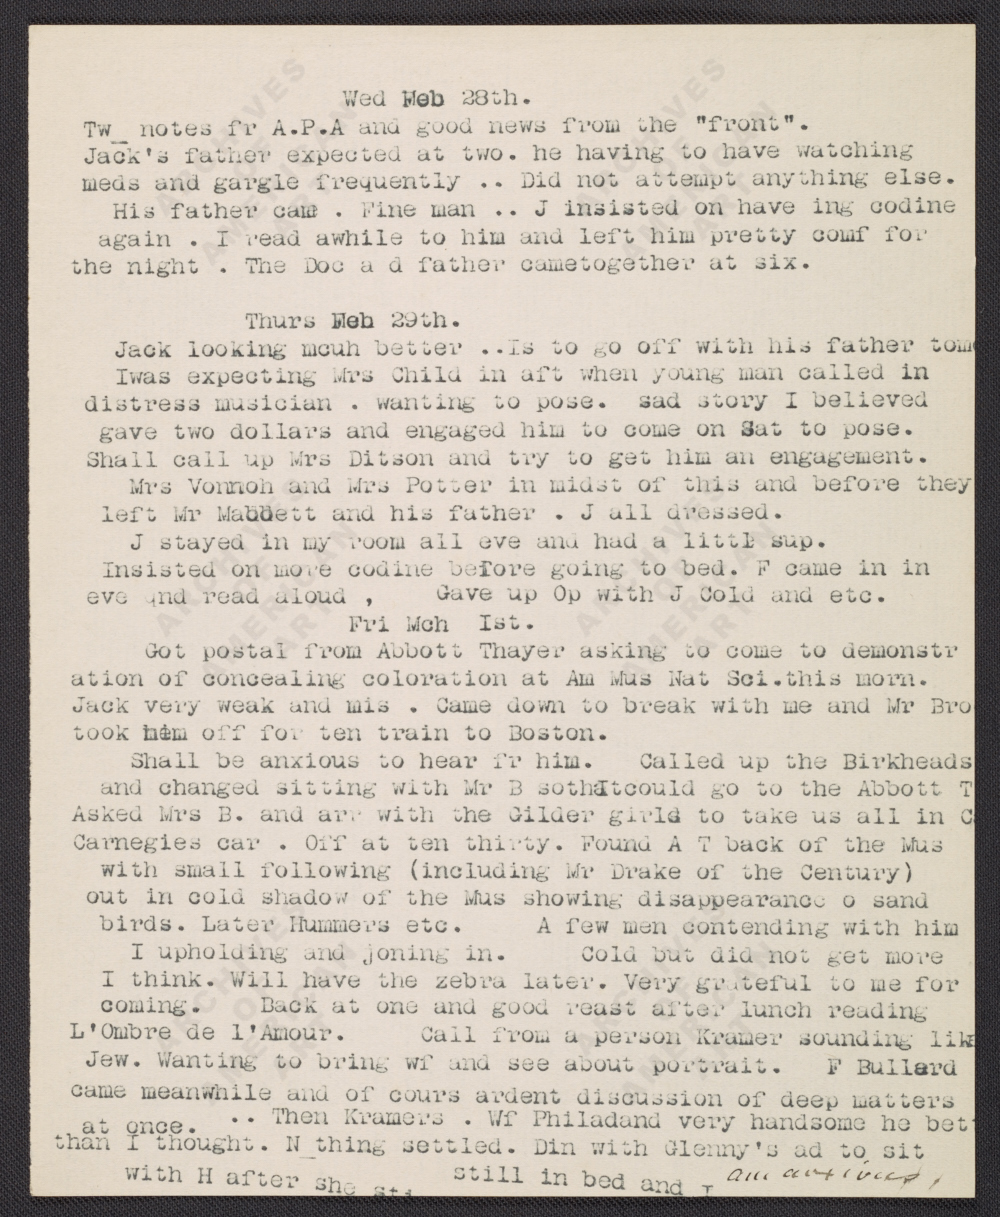 Wed Feb 28th.
Tw_ notes fr A.P.A and good news from the "front".
Jack's father expected at two. he having to have watching
meds and gargle frequently .. Did not attempt anything else.
His father cam . Fine man .. J insisted on have ing codine
again . I read awhile to him and left him pretty comf for
the night . The Doc a d father cametogether at six.
Thurs Feb 29th.
Jack looking mcuh better ..Is to go off with his father tom
Iwas expecting Mrs Child in aft when young man called in
distress musician . wanting to pose. sad story I believed
gave two dollars and engaged him to come on Sat to pose.
Shall call up Mrs Ditson and try to get him an engagement.
Mrs Vonnoh and Mrs Potter in midst of this and before they
left Mr Mabbett and his father . J all dressed.
J stayed in my room all eve and had a littl sup.
Insisted on more codine before going to bed. F came in in
eve and read aloud , Gave up Op with J Cold and etc.
Fri Mch Ist.
Got postal from Abbott Thayer asking to come to demonstr
ation of concealing coloration at Am Mus Nat Sci.this morn.
Jack very weak and mis . Came down to break with me and Mr Bro
took him off for ten train to Boston.
Shall be anxious to hear fr him. Called up the Birkheads
and changed sitting with Mr B sothatcould go to the Abbott T
Asked Mrs B. and arr with the Gilder girls to take us all in C
Carnegies car . Off at ten thirty. Found A T back of the Mus
with small following (including Mr Drake of the Century)
out in cold shadow of the Mus showing disappearance o sand
birds. Later Hummers etc. A few men contending with him
I upholding and joning in. Cold but did not get more
I think. Will have the zebra later. Very grateful to me for
coming. Back at one and good reast after lunch reading
L'Ombre de l'Amour. Call from a person Kramer sounding lik
Jew. Wanting to bring wf and see about portrait. F Bullard
came meanwhile and of cours ardent discussion of deep matters
at once. .. Then Kramers . Wf Philadand very handsome he bet
than I thought. N_thing settled. Din with Glenny's ad to sit
with H after she still in bed and I am anxious,